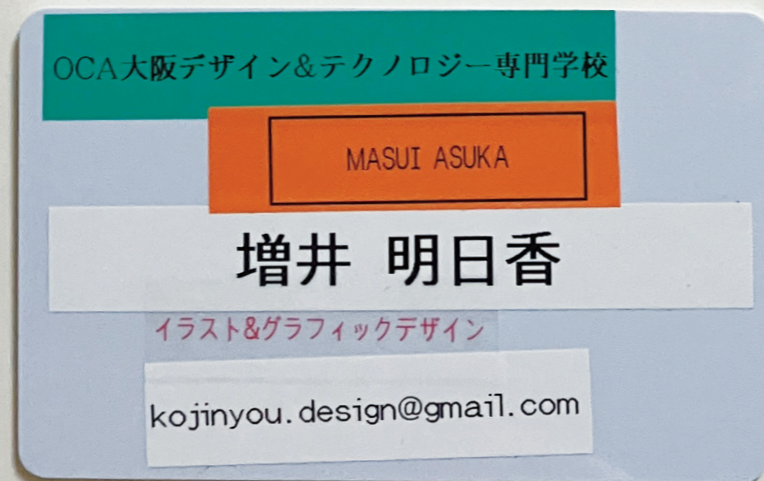 OCA大阪デザイン&テクノロジー専門学校
MASUI ASUKA
増井 明日香
イラスト&グラフィックデザイン
kojinyou.design@gmail.com